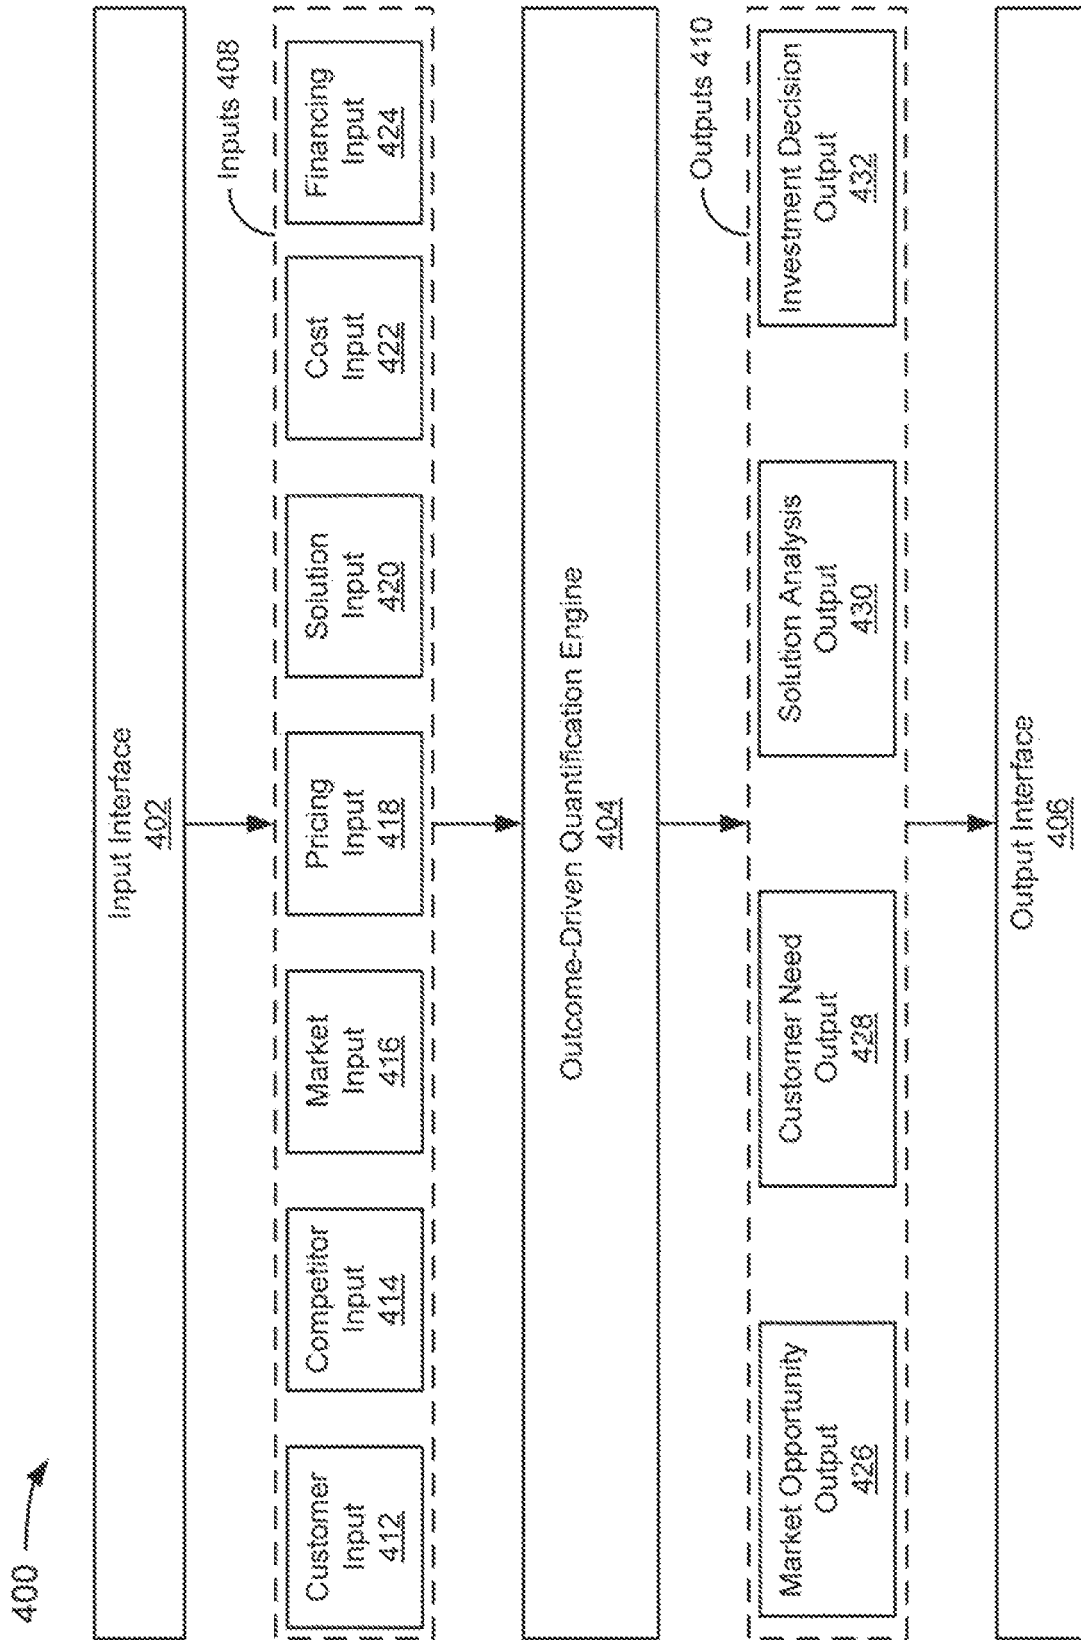 400
Input Interface
402
Inputs 408
Customer
Input
412
Competitor
Input
414
Market
Input
416
Pricing
Input
418
Solution
Input
420
Cost
Input
422
Financing
Input
424
Outcome-Driven Quantification Engine
404
Outputs 410
Market Opportunity
Output
426
Customer Need
Output
428
Solution Analysis
Output
430
Investment Decision
Output
432
Output Interface
406